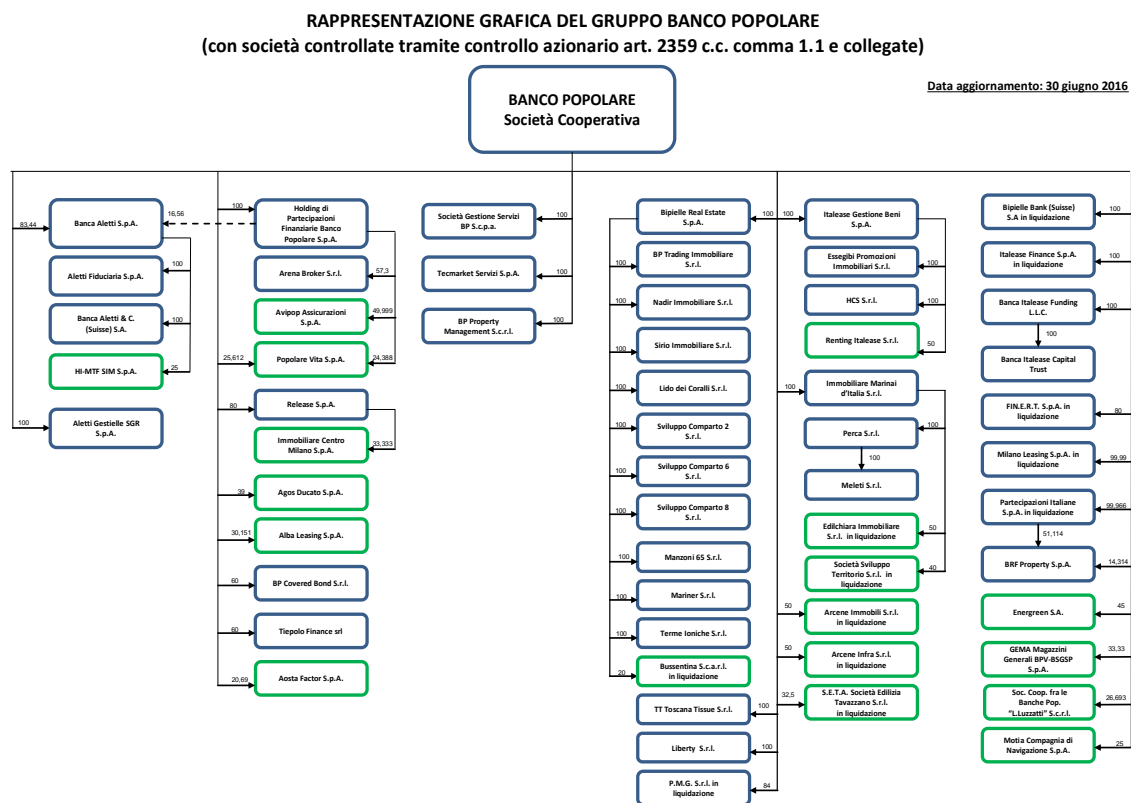 RAPPRESENTAZIONE GRAFICA DEL GRUPPO BANCO POPOLARE
(con società controllate tramite controllo azionario art. 2359 c.c. comma 1.1 e collegate)
BANCO POPOLARE
Società Cooperativa
Data aggiornamento: 30 giugno 2016
83,44
Banca Aletti S.p.A.
16,56
100
Aletti Fiduciaria S.p.A.
100
Banca Aletti & C.
(Suisse) S.A.
25
HI-MTF SIM S.p.A.
100
Aletti Gestielle SGR
S.p.A.
100
Holding di
Partecipazioni
Finanziarie Banco
Popolare S.p.A.
Arena Broker S.r.l.
57,3
Avipop Assicurazioni
S.p.A.
49,999
25,612
Popolare Vita S.p.A.
24,388
80
Release S.p.A.
Immobiliare Centro
Milano S.p.A.
33,333
39
Agos Ducato S.p.A.
30,151
Alba Leasing S.p.A.
60
BP Covered Bond S.r.l.
60
Tiepolo Finance srl
20,69
Aosta Factor S.p.A.
Società Gestione Servizi
BP S.c.p.a.
100
Tecmarket Servizi S.p.A.
100
BP Property
Management S.c.r.l.
100
Bipielle Real Estate
S.p.A.
100
100
BP Trading Immobiliare
S.r.l.
100
Nadir Immobiliare S.r.l.
100
Sirio Immobiliare S.r.l.
100
Lido dei Coralli S.r.l.
100
Sviluppo Comparto 2
S.r.l.
100
Sviluppo Comparto 6
S.r.l.
100
Sviluppo Comparto 8
S.r.l.
100
Manzoni 65 S.r.l.
100
Mariner S.r.l.
100
Terme Ioniche S.r.l.
20
Bussentina S.c.a.r.l.
in liquidazione
TT Toscana Tissue S.r.l.
100
Liberty S.r.l.
100
P.M.G. S.r.l. in
liquidazione
84
100
Italease Gestione Beni
S.p.A.
Essegibi Promozioni
Immobiliari S.r.l.
100
HCS S.r.l.
100
Renting Italease S.r.l.
50
100
Immobiliare Marinai
d'Italia S.r.l.
Perca S.r.l.
100
100
Meleti S.r.l.
Edilchiara Immobiliare
S.r.l. in liquidazione
50
Società Sviluppo
Territorio S.r.l. in
liquidazione
40
50
Arcene Immobili S.r.l.
in liquidazione
50
Arcene Infra S.r.l.
in liquidazione
32,5
S.E.T.A. Società Edilizia
Tavazzano S.r.l.
in liquidazione
Bipielle Bank (Suisse)
S.A in liquidazione
100
Italease Finance S.p.A.
in liquidazione
100
Banca Italease Funding
L.L.C.
100
100
Banca Italease Capital
Trust
FIN.E.R.T. S.p.A. in
liquidazione
80
Milano Leasing S.p.A. in
liquidazione
99,99
Partecipazioni Italiane
S.p.A. in liquidazione
99,966
51,114
BRF Property S.p.A.
14,314
Energreen S.A.
45
GEMA Magazzini
Generali BPV-BSGSP
S.p.A.
33,33
Soc. Coop. fra le
Banche Pop.
"L.Luzzatti" S.c.r.l.
26,693
Motia Compagnia di
Navigazione S.p.A.
25